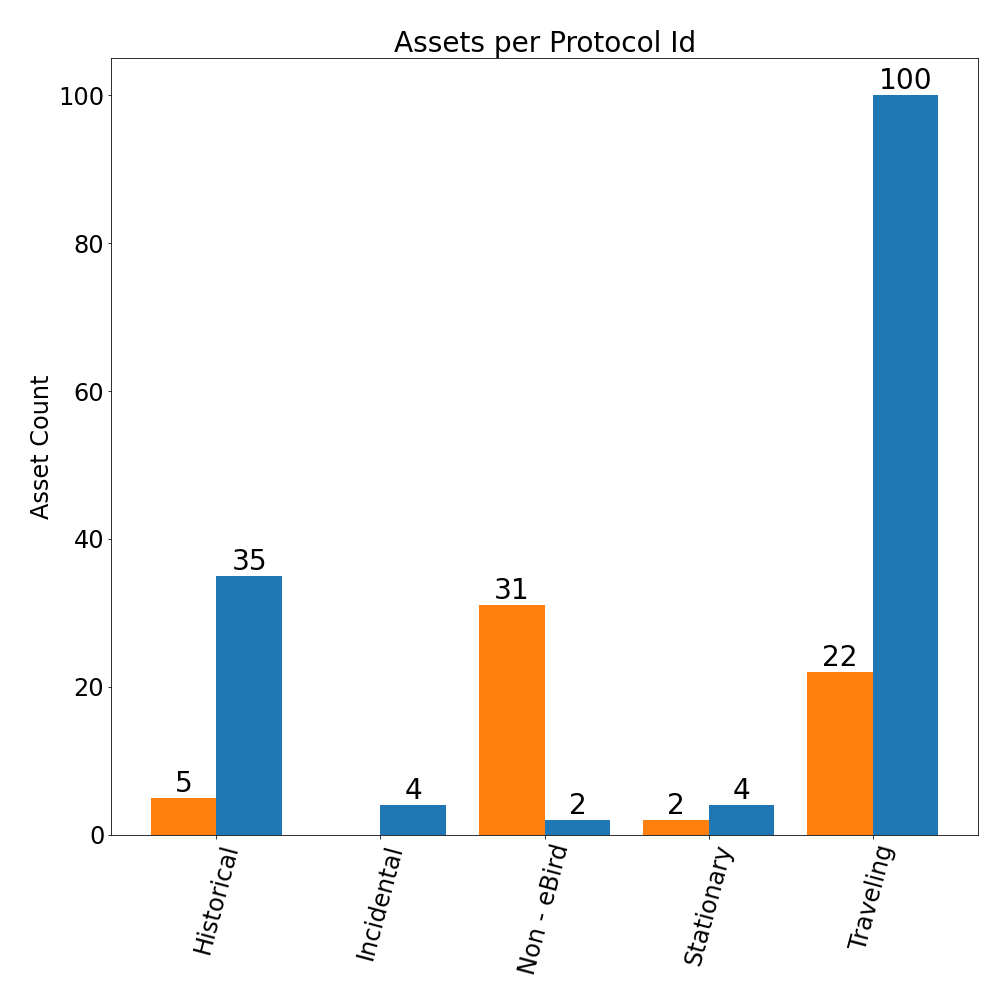 Assets per Protocol Id
Asset Count
100
80
60
40
20
0
5
35
4
31
2
2
4
22
100
Historical
Incidental
Non - eBird
Stationary
Traveling